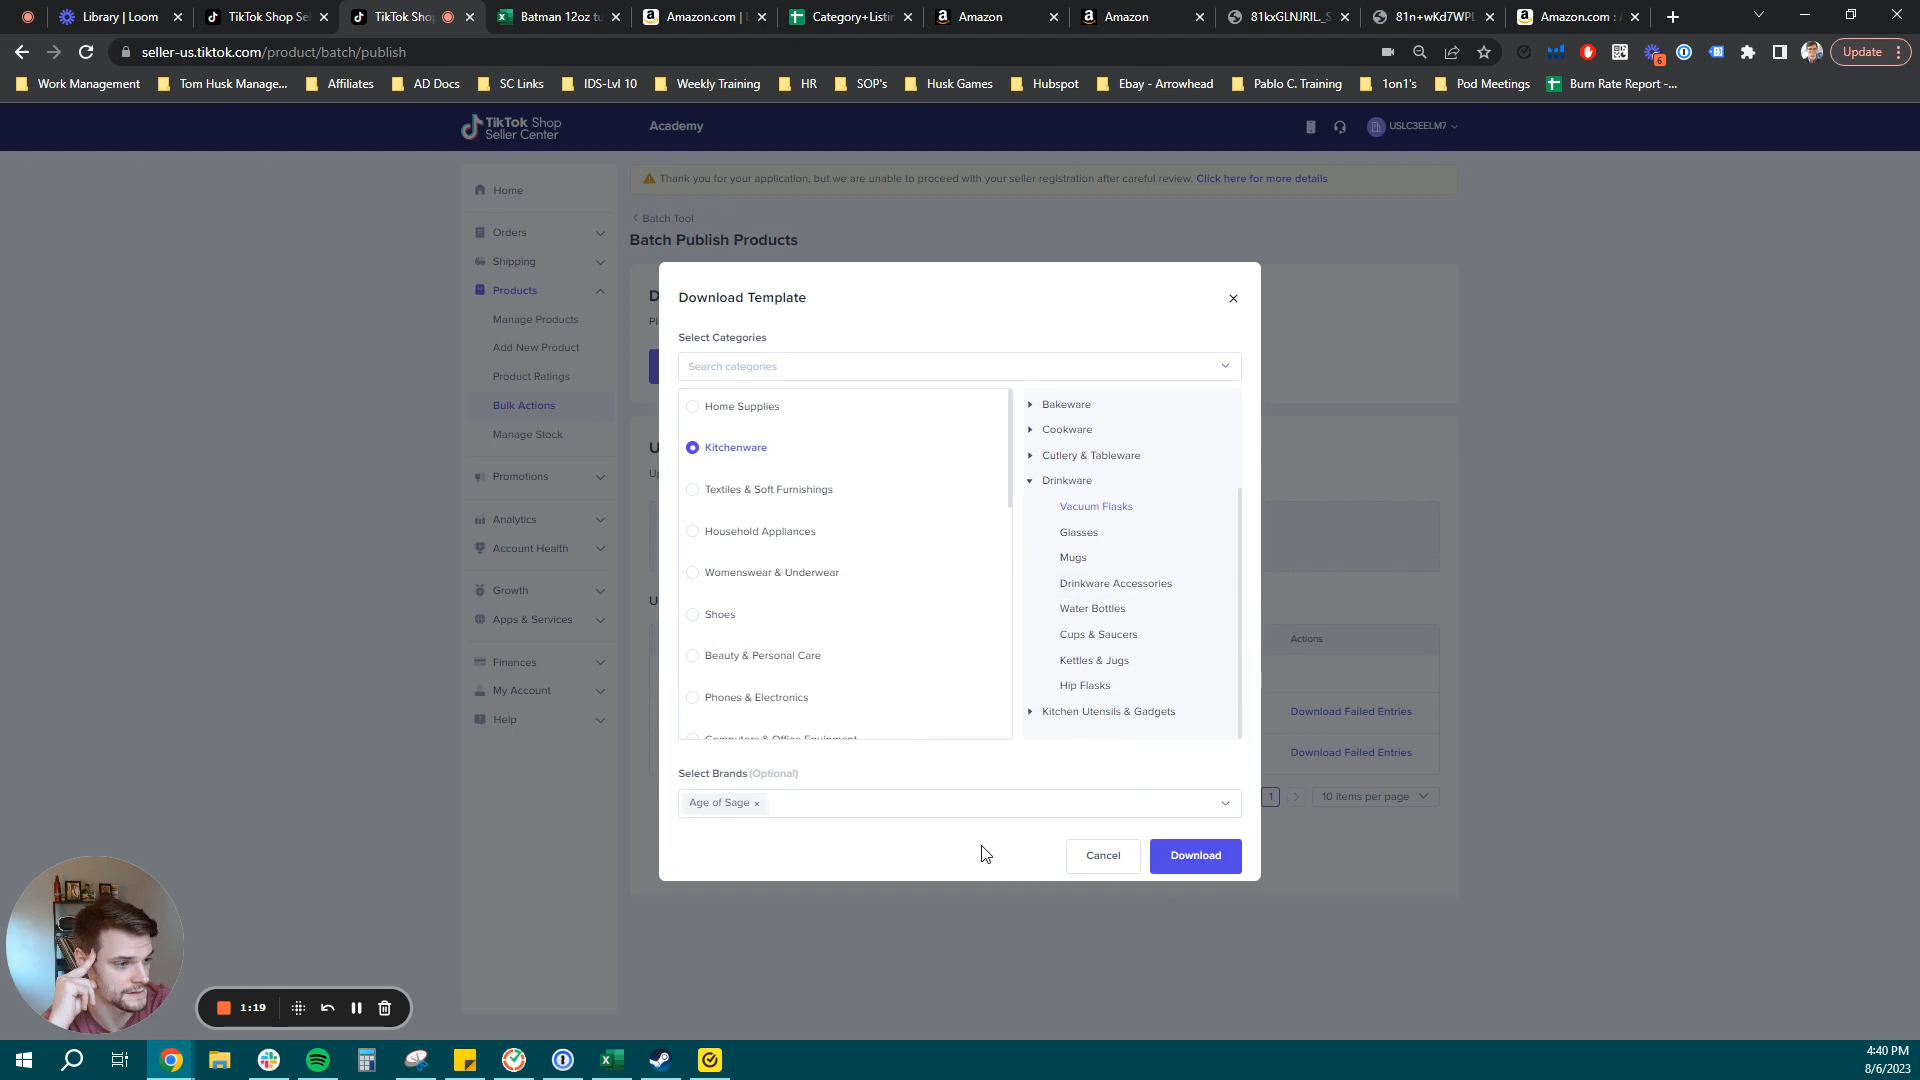 Library | Loom
TikTok Shop Se
TikTok Sho
Batman 12oz tu
Amazon.com |
Category+Listin
Amazon
Amazon
81kxGLNJRIL._S
81n+wKd7WPL
Amazon.com :
seller-us.tiktok.com/product/batch/publish
6
Update
Work Management
Tom Husk Manage...
Affiliates
AD Docs
SC Links
IDS-Lvl 10
Weekly Training
HR
SOP's
Husk Games
Hubspot
Ebay - Arrowhead
Pablo C. Training
1on1's
Pod Meetings
Burn Rate Report -...
TikTok Shop
Seller Center
Academy
USLC3EELM7
Home
Orders
Shipping
Products
Manage Products
Add New Product
Product Ratings
Bulk Actions
Manage Stock
Promotions
Analytics
Account Health
Growth
Apps & Services
Finances
My Account
Help
Thank you for your application, but we are unable to proceed with your seller registration after careful review. Click here for more details
Batch Tool
Batch Publish Products
D
Pl
U
Up
U
Download Template
Select Categories
Search categories
Home Supplies
Kitchenware
Textiles & Soft Furnishings
Household Appliances
Womenswear & Underwear
Shoes
Beauty & Personal Care
Phones & Electronics
Computers & Office Equipment
Bakeware
Cookware
Cutlery & Tableware
Drinkware
Vacuum Flasks
Glasses
Mugs
Drinkware Accessories
Water Bottles
Cups & Saucers
Kettles & Jugs
Hip Flasks
Kitchen Utensils & Gadgets
Select Brands (Optional)
Age of Sage ×
Cancel
Download
Actions
Download Failed Entries
Download Failed Entries
1
10 items per page
1:19
4:40 PM
8/6/2023